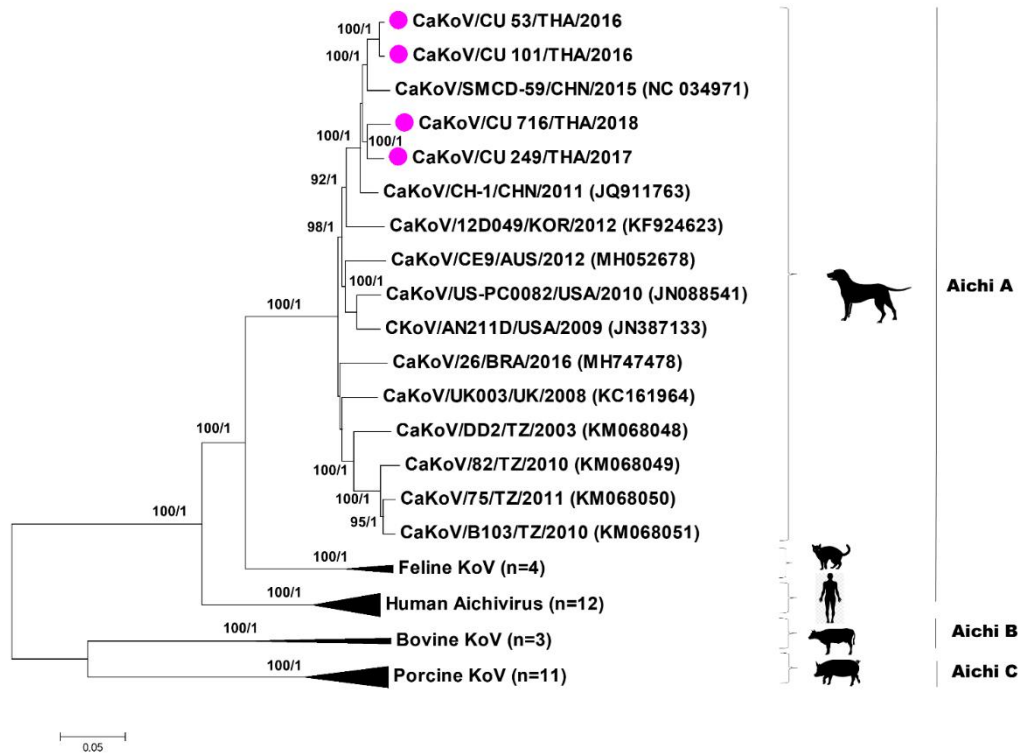 100/1
CaKoV/CU 53/THA/2016
100/1
CaKoV/CU 101/THA/2016
CaKoV/SMCD-59/CHN/2015 (NC 034971)
100/1
CaKoV/CU 716/THA/2018
100/1
CaKoV/CU 249/THA/2017
92/1
CaKoV/CH-1/CHN/2011 (JQ911763)
98/1
CaKoV/12D049/KOR/2012 (KF924623)
CaKoV/CE9/AUS/2012 (MH052678)
100/1
CaKoV/US-PC0082/USA/2010 (JN088541)
Aichi A
100/1
CKoV/AN211D/USA/2009 (JN387133)
CaKoV/26/BRA/2016 (MH747478)
CaKoV/UK003/UK/2008 (KC161964)
100/1
CaKoV/DD2/TZ/2003 (KM068048)
100/1
CaKoV/82/TZ/2010 (KM068049)
100/1
CaKoV/75/TZ/2011 (KM068050)
100/1
95/1
CaKoV/B103/TZ/2010 (KM068051)
100/1
Feline KoV (n=4)
100/1
Human Aichivirus (n=12)
100/1
Bovine KoV (n=3)
Aichi B
100/1
Porcine KoV (n=11)
Aichi C
0.05